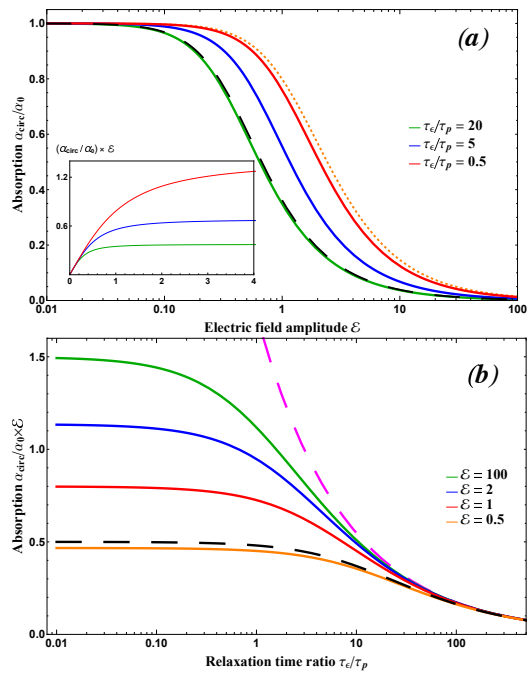 (a)
1.0
0.8
0.6
0.4
0.2
0.0
Absorption α_circ/α_0
τ_ϵ/τ_p = 20
τ_ϵ/τ_p = 5
τ_ϵ/τ_p = 0.5
(α_circ/α_0) × ℰ
1.2
0.6
0 1 2 3 4
0.01 0.10 1 10 100
Electric field amplitude ℰ
(b)
1.5
1.0
0.5
0.0
Absorption α_circ/α_0×ℰ
ℰ = 100
ℰ = 2
ℰ = 1
ℰ = 0.5
0.01 0.10 1 10 100
Relaxation time ratio τ_ϵ/τ_p